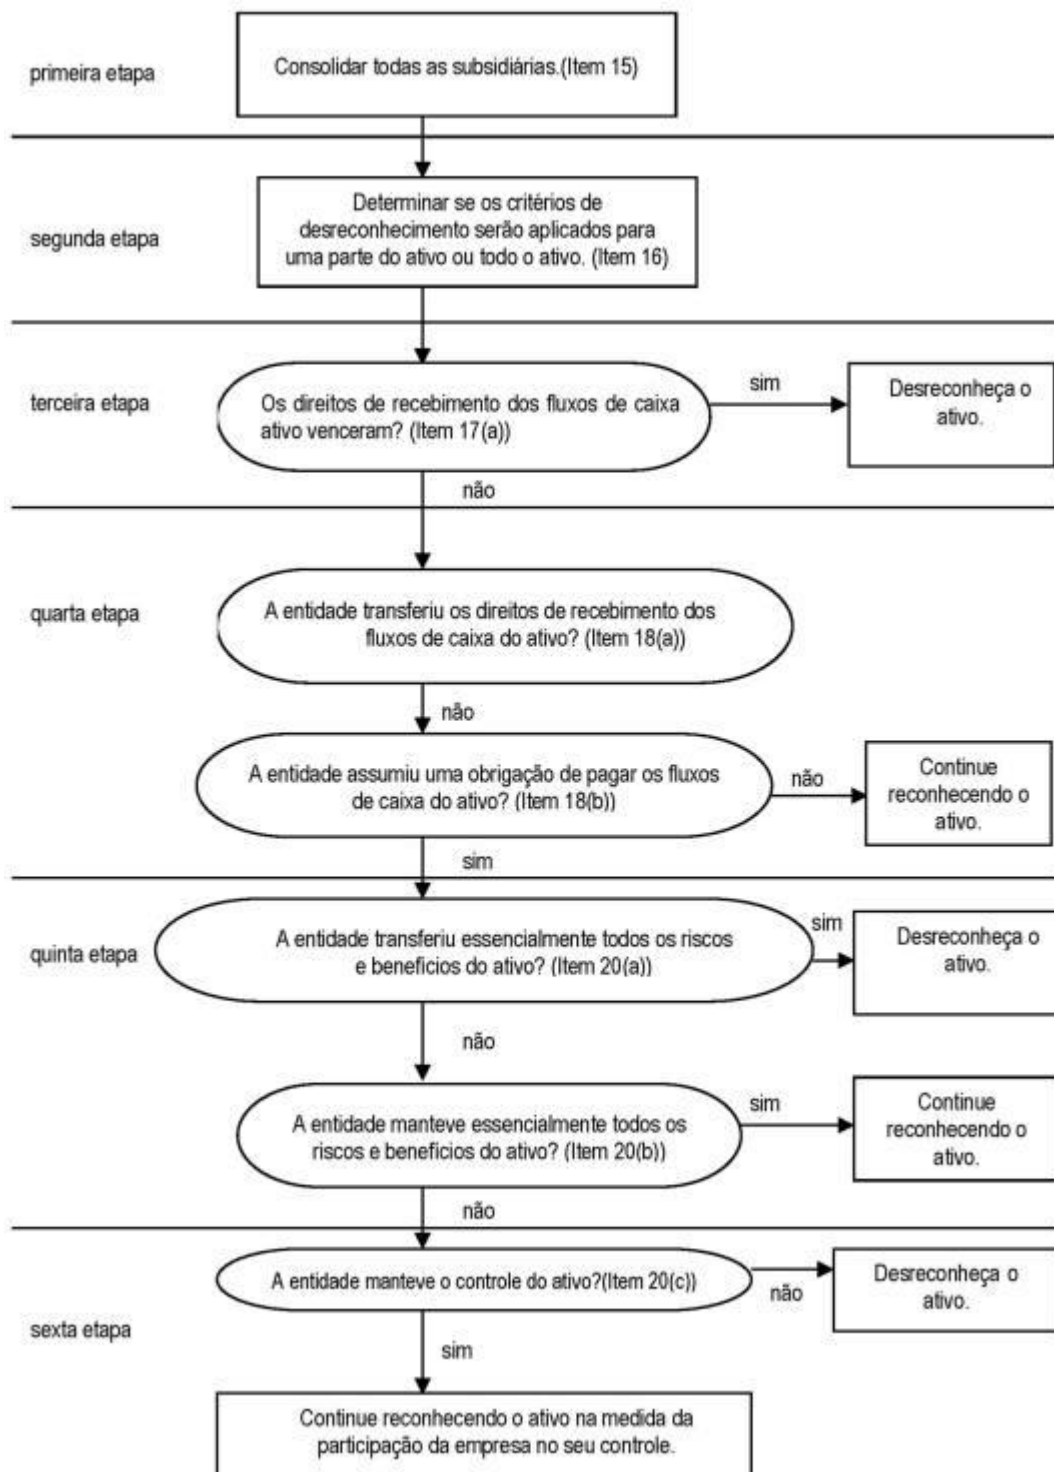 primeira etapa
Consolidar todas as subsidiárias.(Item 15)
segunda etapa
Determinar se os critérios de
desreconhecimento serão aplicados para
uma parte do ativo ou todo o ativo. (Item 16)
terceira etapa
Os direitos de recebimento dos fluxos de caixa
ativo venceram? (Item 17(a))
sim
Desreconheça o
ativo.
não
quarta etapa
A entidade transferiu os direitos de recebimento dos
fluxos de caixa do ativo? (Item 18(a))
não
A entidade assumiu uma obrigação de pagar os fluxos
de caixa do ativo? (Item 18(b))
não
Continue
reconhecendo o
ativo.
sim
quinta etapa
A entidade transferiu essencialmente todos os riscos
e benefícios do ativo? (Item 20(a))
sim
Desreconheça o
ativo.
não
A entidade manteve essencialmente todos os
riscos e benefícios do ativo? (Item 20(b))
sim
Continue
reconhecendo o
ativo.
não
sexta etapa
A entidade manteve o controle do ativo?(Item 20(c))
não
Desreconheça o
ativo.
sim
Continue reconhecendo o ativo na medida da
participação da empresa no seu controle.